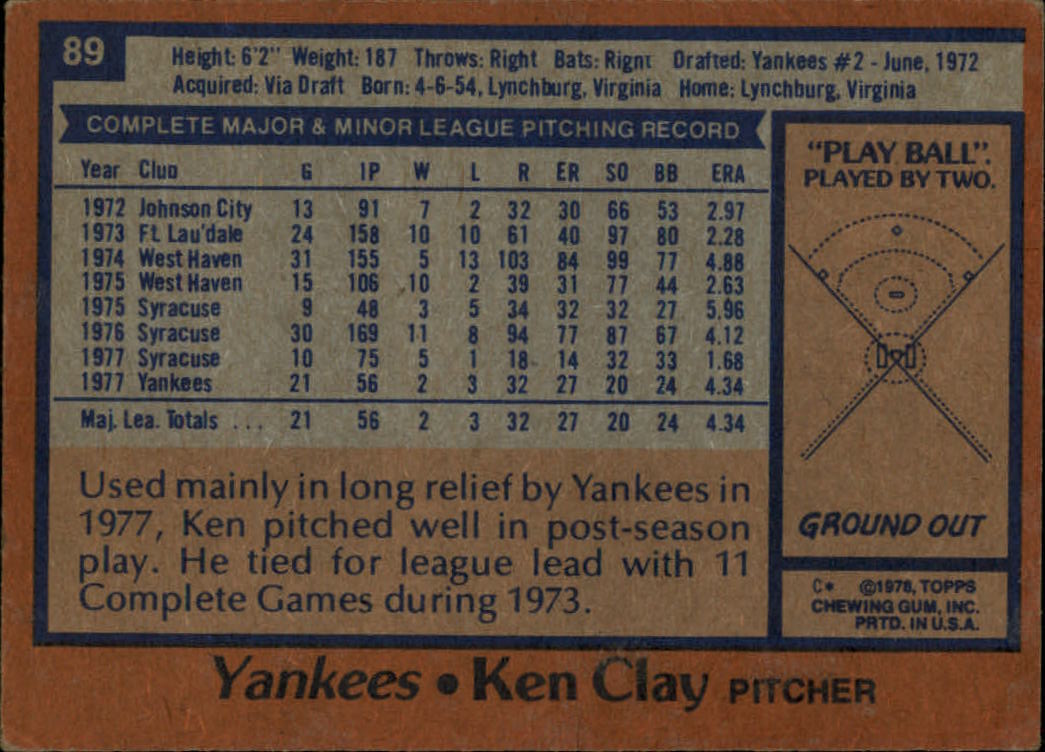 89
Height: 6'2" Weight: 187 Throws: Right Bats: Right Drafted: Yankees #2 - June, 1972
Acquired: Via Draft Born: 4-6-54, Lynchburg, Virginia Home: Lynchburg, Virginia
COMPLETE MAJOR & MINOR LEAGUE PITCHING RECORD
Year Club G IP W L R ER SO BB ERA
1972 Johnson City 13 91 7 2 32 30 66 53 2.97
1973 Ft. Lau'dale 24 158 10 10 61 40 97 80 2.28
1974 West Haven 31 155 5 13 103 84 99 77 4.88
1975 West Haven 15 106 10 2 39 31 77 44 2.63
1975 Syracuse 9 48 3 5 34 32 32 27 5.96
1976 Syracuse 30 169 11 8 94 77 87 67 4.12
1977 Syracuse 10 75 5 1 18 14 32 33 1.68
1977 Yankees 21 56 2 3 32 27 20 24 4.34
Maj. Lea. Totals ... 21 56 2 3 32 27 20 24 4.34
Used mainly in long relief by Yankees in
1977, Ken pitched well in post-season
play. He tied for league lead with 11
Complete Games during 1973.
"PLAY BALL".
PLAYED BY TWO.
GROUND OUT
C* ©1978, TOPPS
CHEWING GUM, INC.
PRTD. IN U.S.A.
Yankees • Ken Clay PITCHER